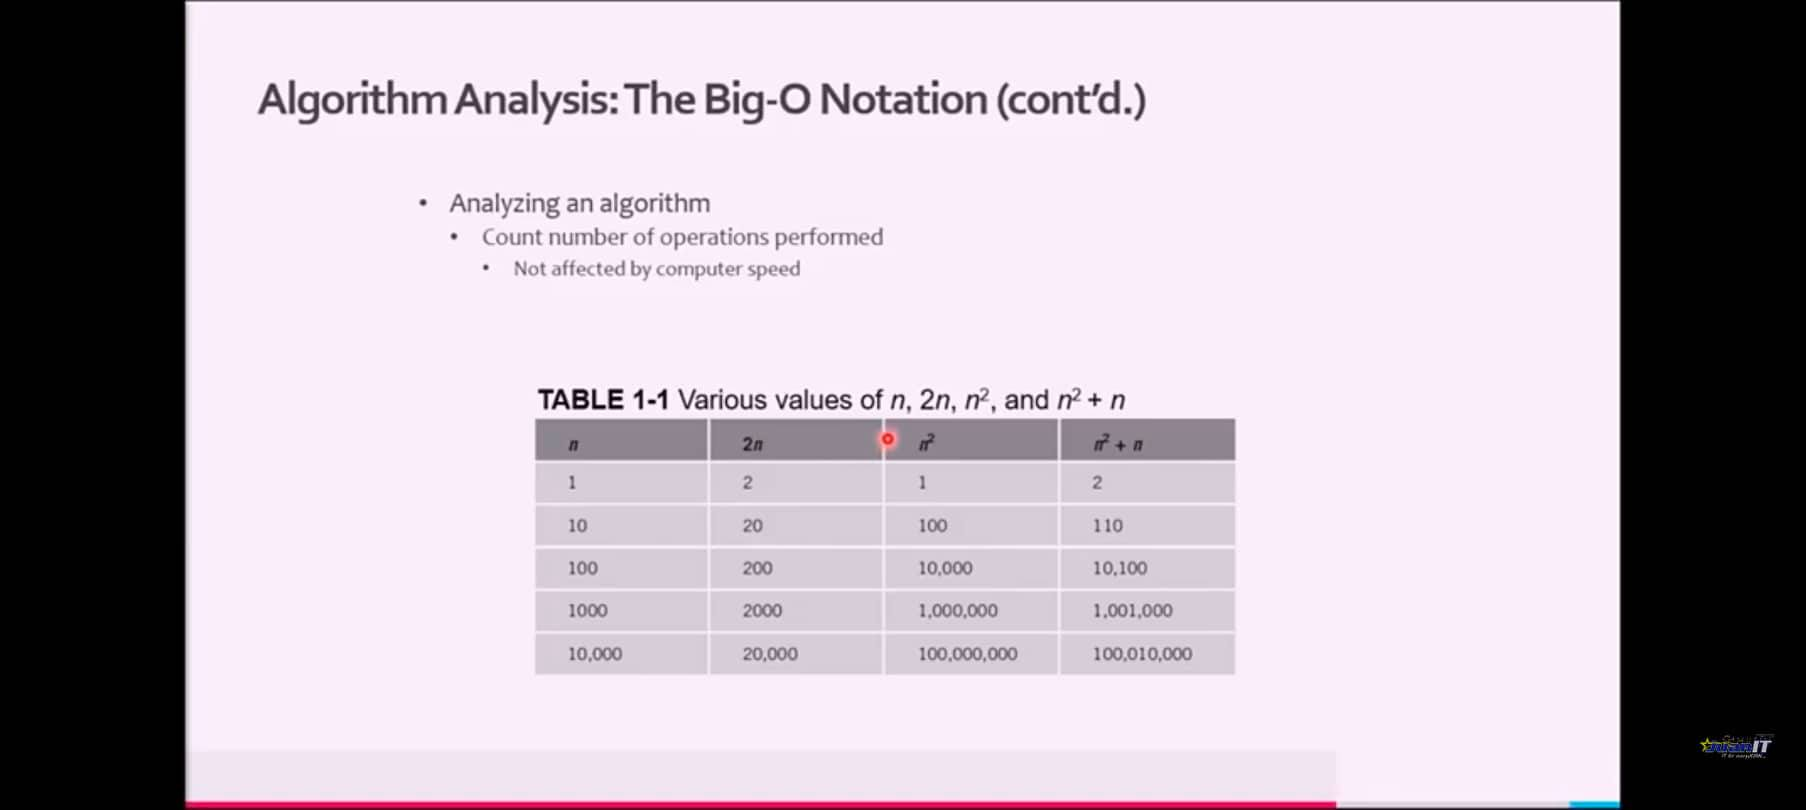 Algorithm Analysis: The Big-O Notation (cont'd.)
• Analyzing an algorithm
• Count number of operations performed
• Not affected by computer speed
TABLE 1-1 Various values of n, 2n, n², and n² + n
n 2n n² n² + n
1 2 1 2
10 20 100 110
100 200 10,000 10,100
1000 2000 1,000,000 1,001,000
10,000 20,000 100,000,000 100,010,000
JuanIT